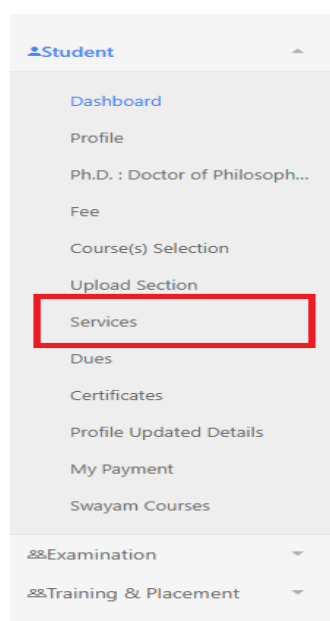 Student
Dashboard
Profile
Ph.D. : Doctor of Philosoph...
Fee
Course(s) Selection
Upload Section
Services
Dues
Certificates
Profile Updated Details
My Payment
Swayam Courses
Examination
Training & Placement